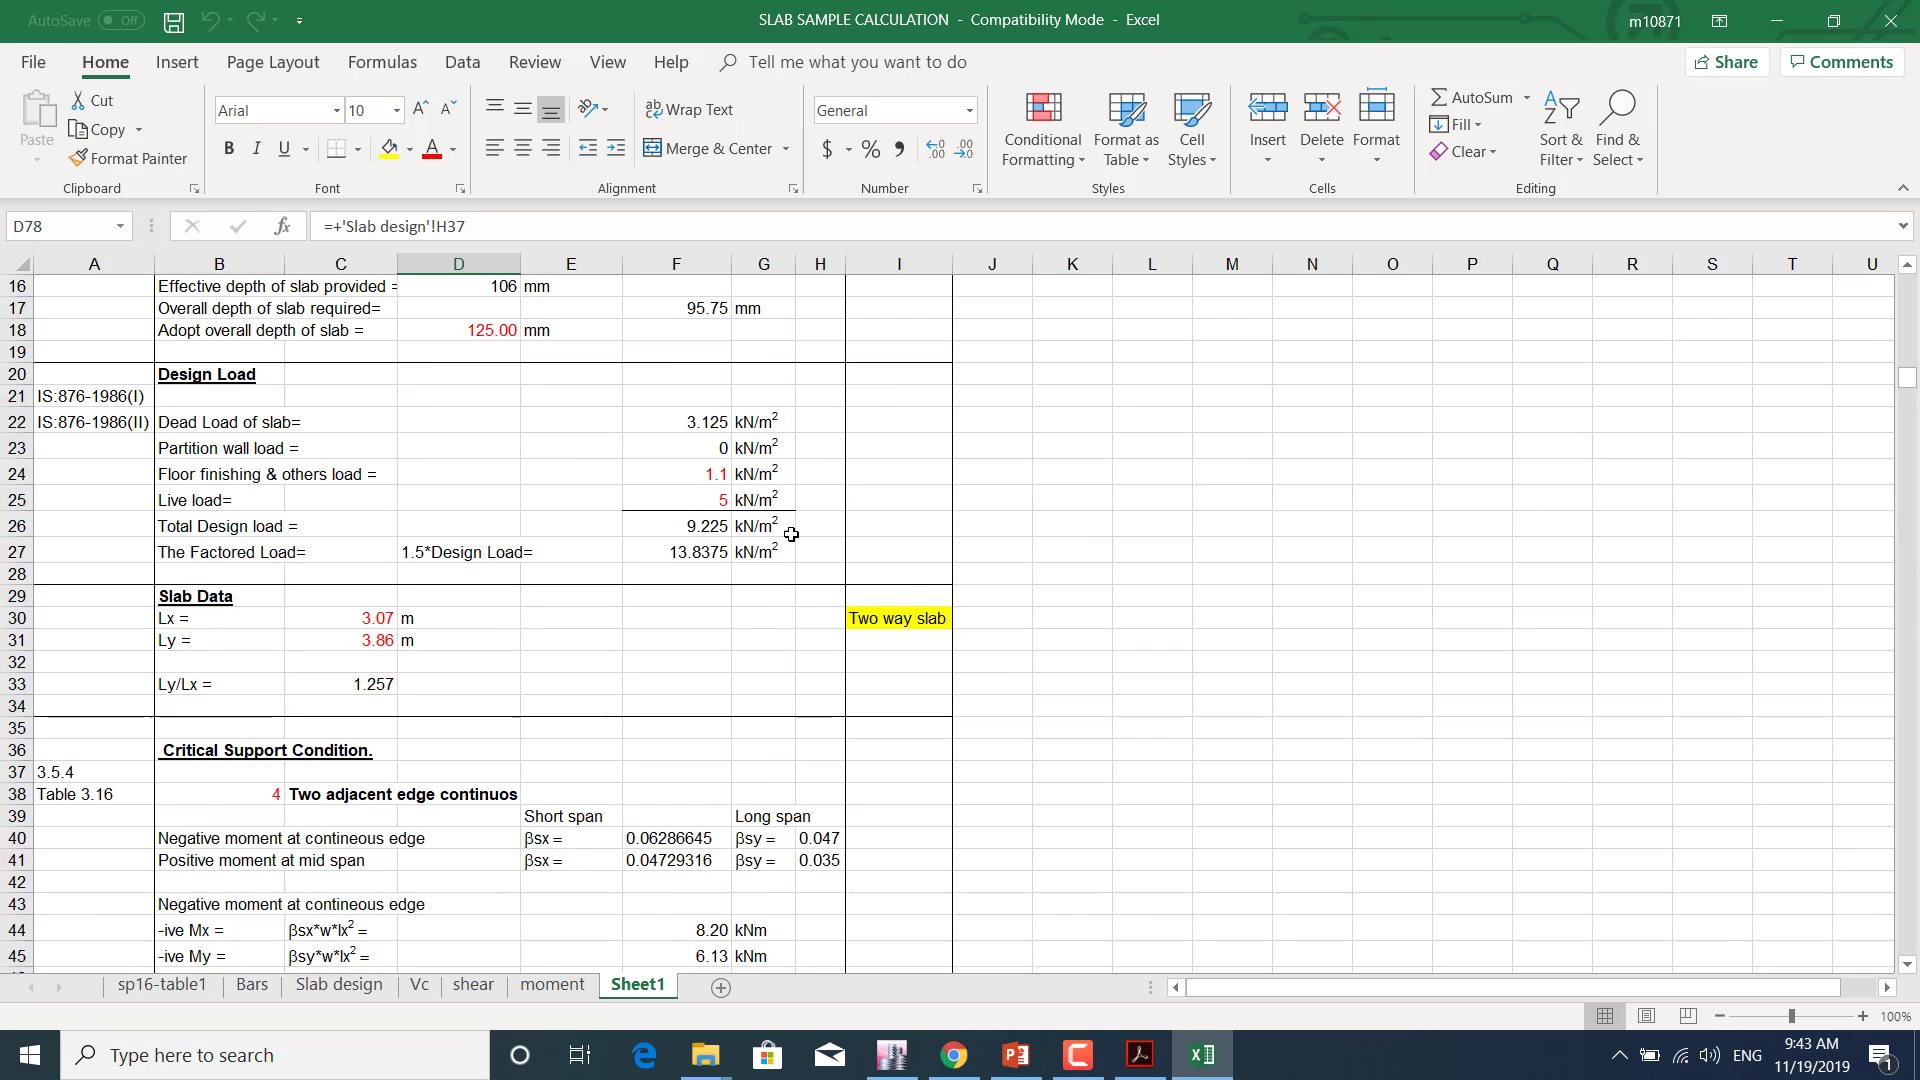 AutoSave Off
SLAB SAMPLE CALCULATION - Compatibility Mode - Excel
m10871
File Home Insert Page Layout Formulas Data Review View Help Tell me what you want to do Share Comments
Paste
Cut
Copy
Format Painter
Clipboard
Arial 10
B I U
Font
Wrap Text
Merge & Center
Alignment
General
$ % ,
Number
Conditional Formatting
Format as Table
Cell Styles
Styles
Insert Delete Format
Cells
AutoSum
Fill
Clear
Sort & Filter
Find & Select
Editing
D78 fx =+'Slab design'!H37
A B C D E F G H I J K L M N O P Q R S T U
16 Effective depth of slab provided = 106 mm
17 Overall depth of slab required= 95.75 mm
18 Adopt overall depth of slab = 125.00 mm
19
20 Design Load
21 IS:876-1986(I)
22 IS:876-1986(II) Dead Load of slab= 3.125 kN/m2
23 Partition wall load = 0 kN/m2
24 Floor finishing & others load = 1.1 kN/m2
25 Live load= 5 kN/m2
26 Total Design load = 9.225 kN/m2
27 The Factored Load= 1.5*Design Load= 13.8375 kN/m2
28
29 Slab Data
30 Lx = 3.07 m Two way slab
31 Ly = 3.86 m
32
33 Ly/Lx = 1.257
34
35
36 Critical Support Condition.
37 3.5.4
38 Table 3.16 4 Two adjacent edge continuos
39 Short span Long span
40 Negative moment at contineous edge βsx = 0.06286645 βsy = 0.047
41 Positive moment at mid span βsx = 0.04729316 βsy = 0.035
42
43 Negative moment at contineous edge
44 -ive Mx = βsx*w*lx2 = 8.20 kNm
45 -ive My = βsy*w*lx2 = 6.13 kNm
sp16-table1 Bars Slab design Vc shear moment Sheet1
100%
Type here to search
ENG
9:43 AM
11/19/2019
1